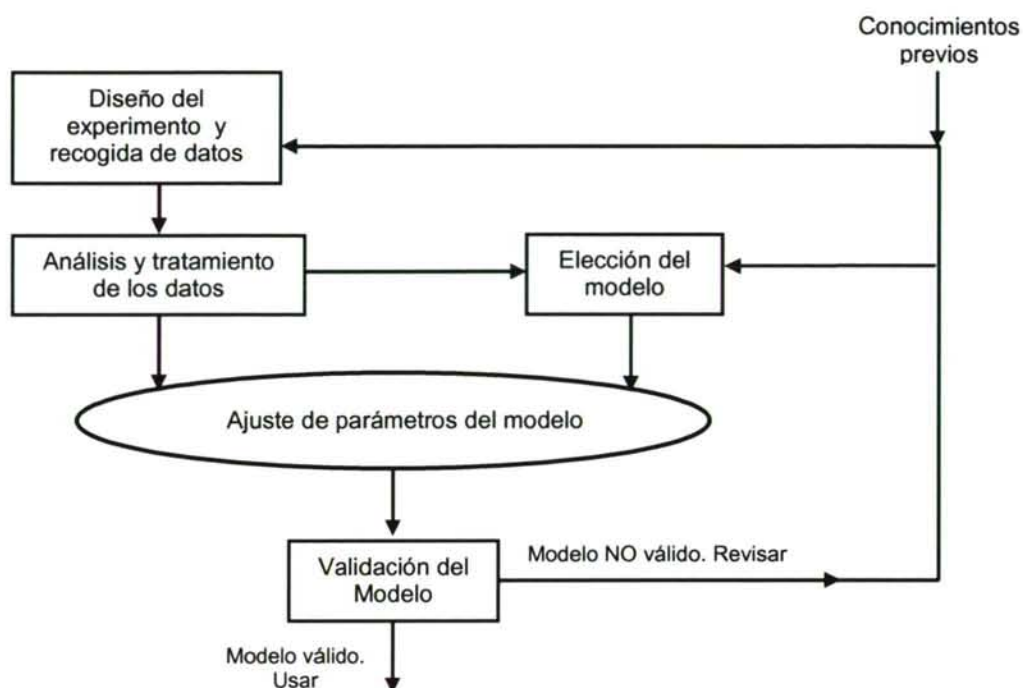 Conocimientos
previos
Diseño del
experimento y
recogida de datos
Análisis y tratamiento
de los datos
Elección del
modelo
Ajuste de parámetros del modelo
Validación del
Modelo
Modelo NO válido. Revisar
Modelo válido.
Usar